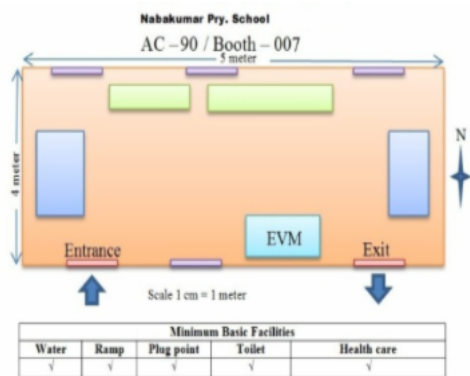 Nabakumar Pry. School
AC – 90 / Booth – 007
5 meter
4 meter
N
Entrance
EVM
Exit
Scale 1 cm = 1 meter
Minimum Basic Facilities
Water Ramp Plug point Toilet Health care
√ √ √ √ √